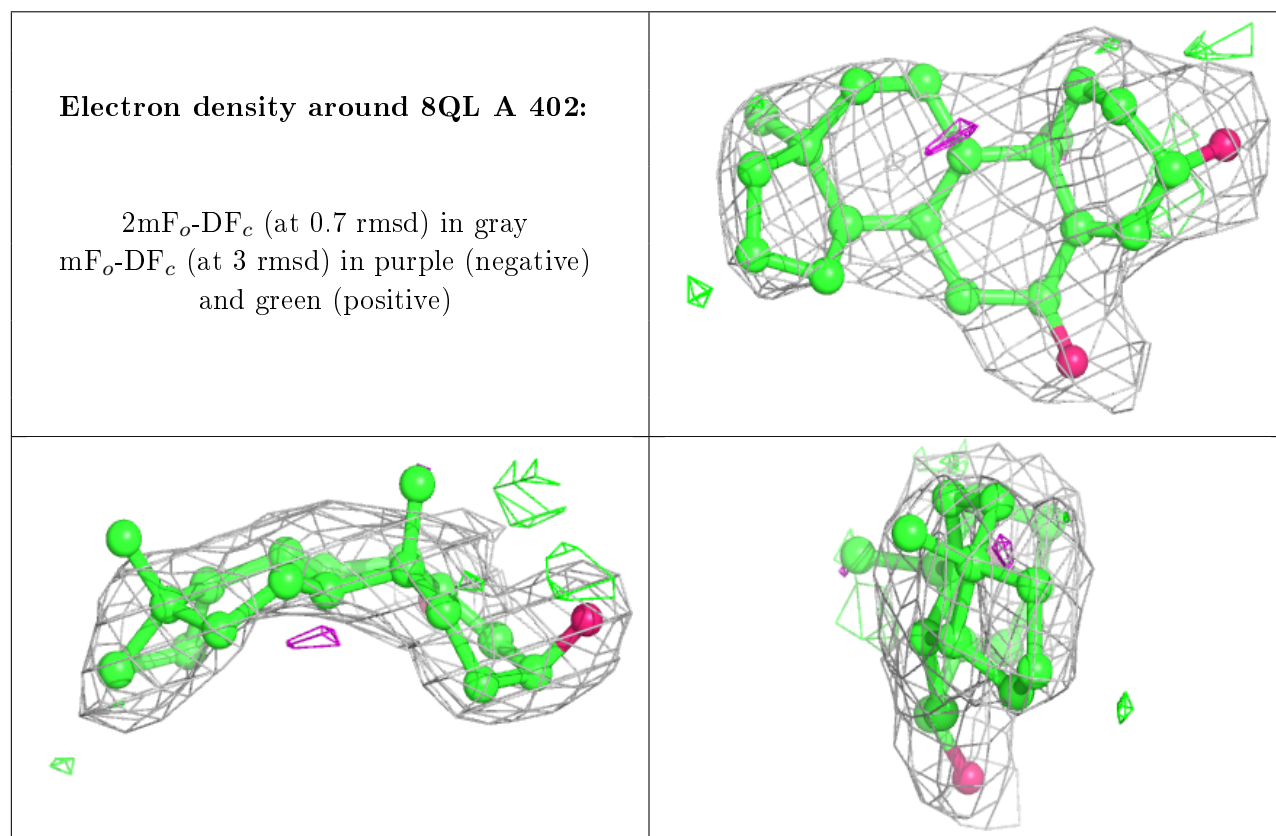 Electron density around 8QL A 402:
2mFo-DFc (at 0.7 rmsd) in gray
mFo-DFc (at 3 rmsd) in purple (negative)
and green (positive)